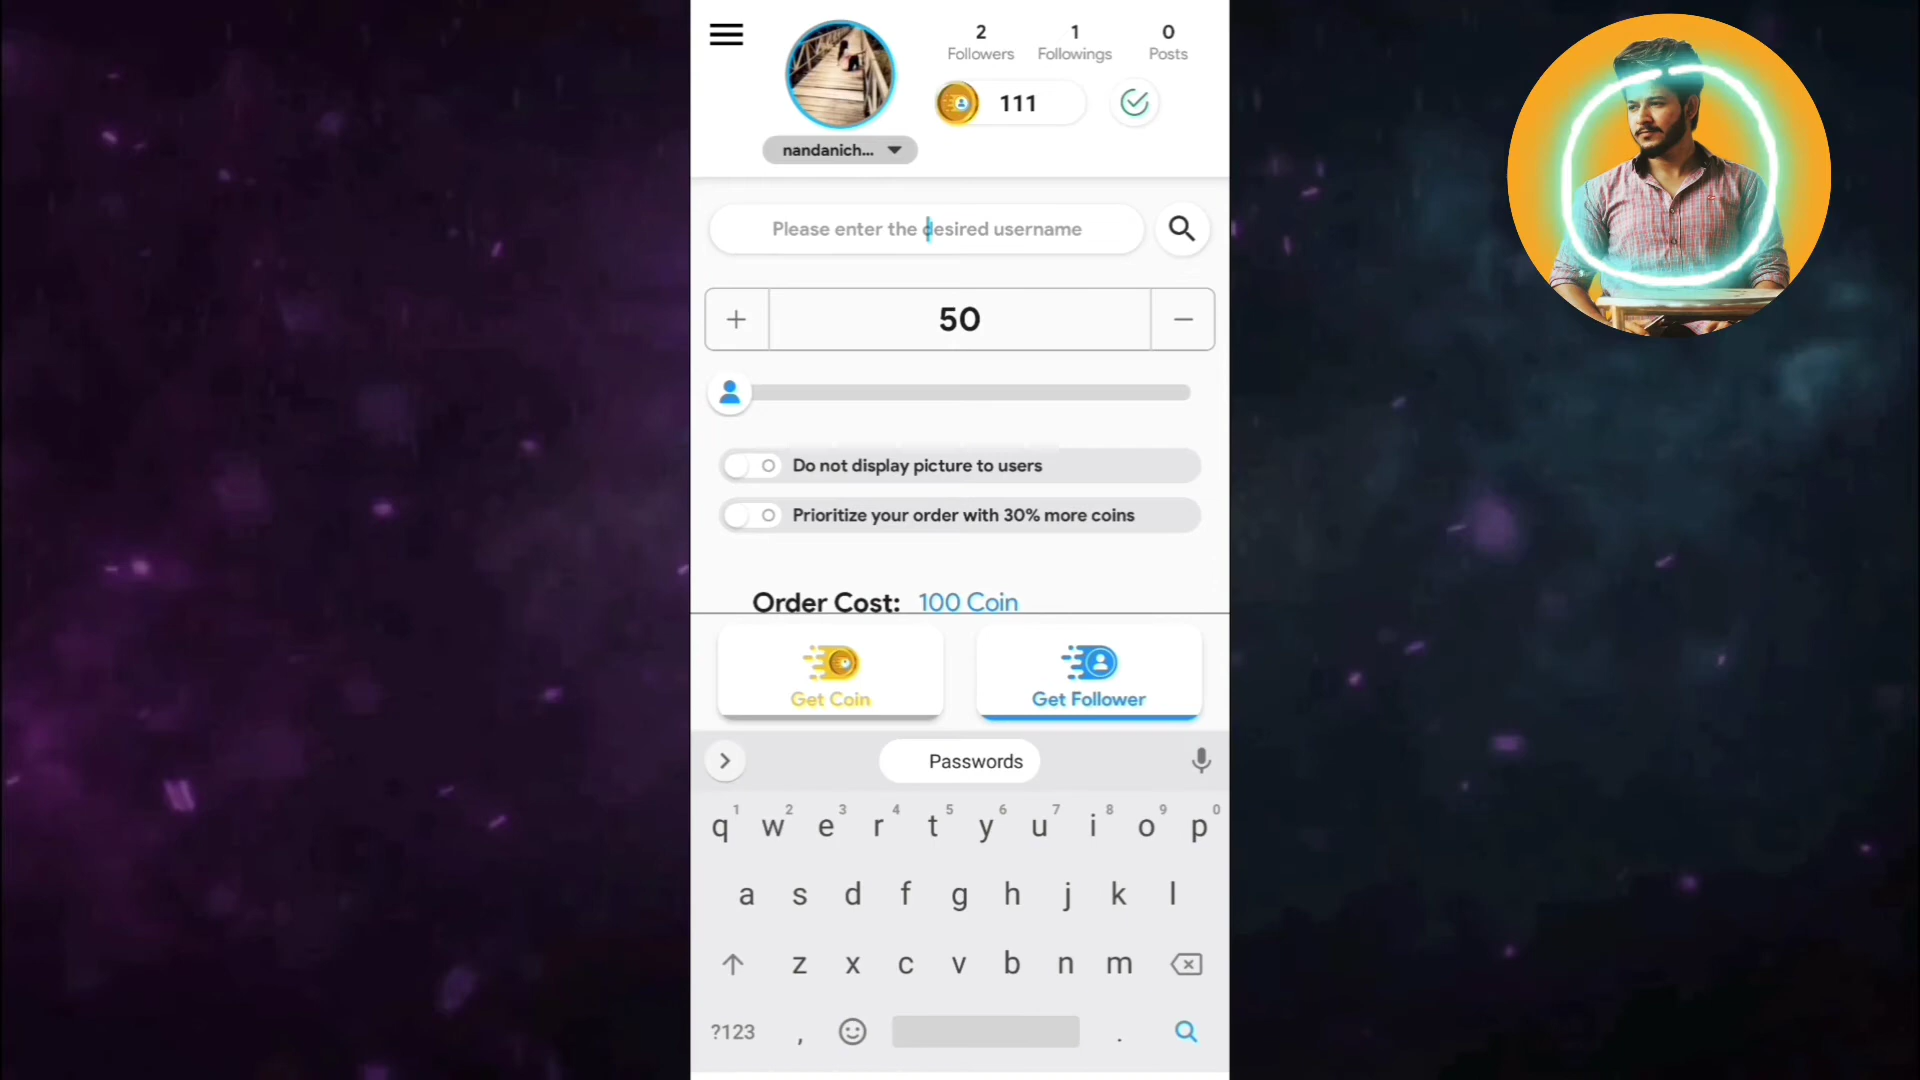 2 1 0
Followers Followings Posts
111
nandanich...
Please enter the desired username
+ 50 −
Do not display picture to users
Prioritize your order with 30% more coins
Order Cost: 100 Coin
Get Coin Get Follower
Passwords
1 2 3 4 5 6 7 8 9 0
q w e r t y u i o p
a s d f g h j k l
z x c v b n m
?123 , .